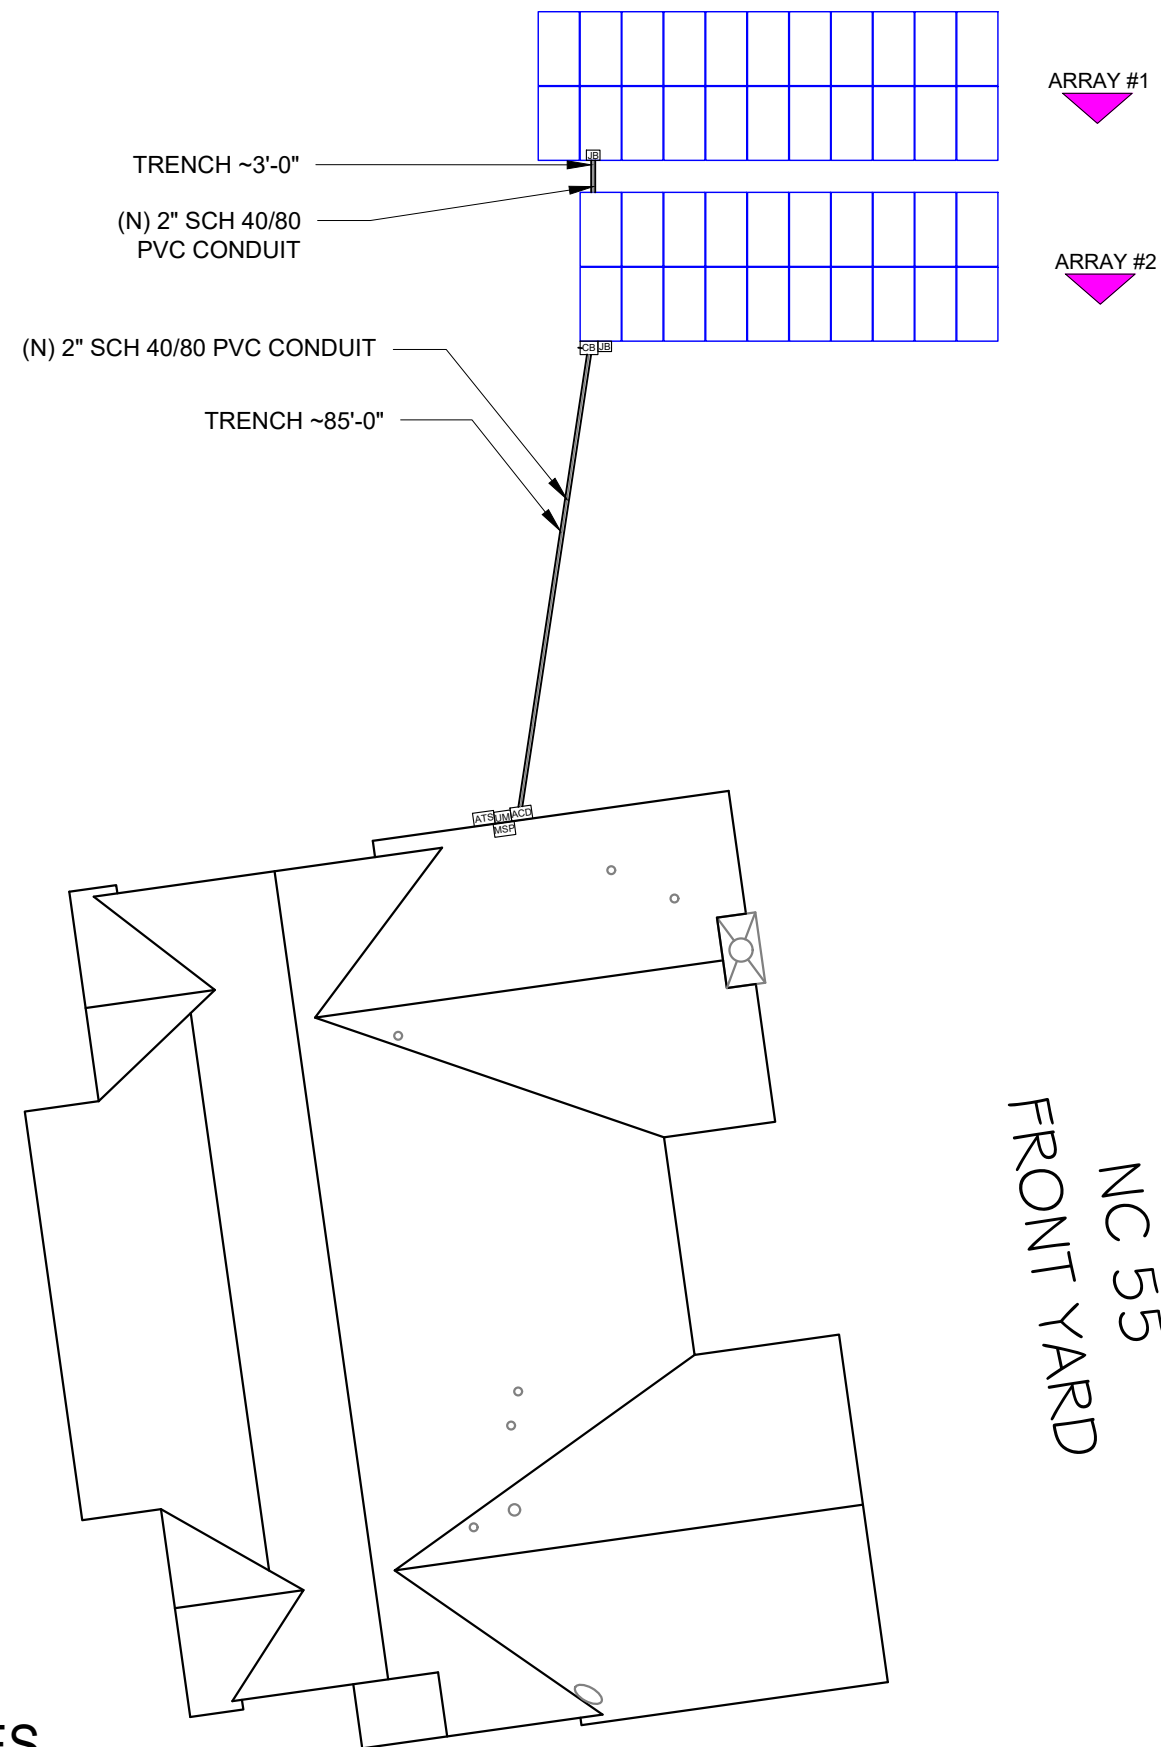 ARRAY #1
JB
TRENCH ~3'-0"
(N) 2" SCH 40/80
PVC CONDUIT
ARRAY #2
CB JB
(N) 2" SCH 40/80 PVC CONDUIT
TRENCH ~85'-0"
ATS UM ACD
MSP
NC 55
FRONT YARD